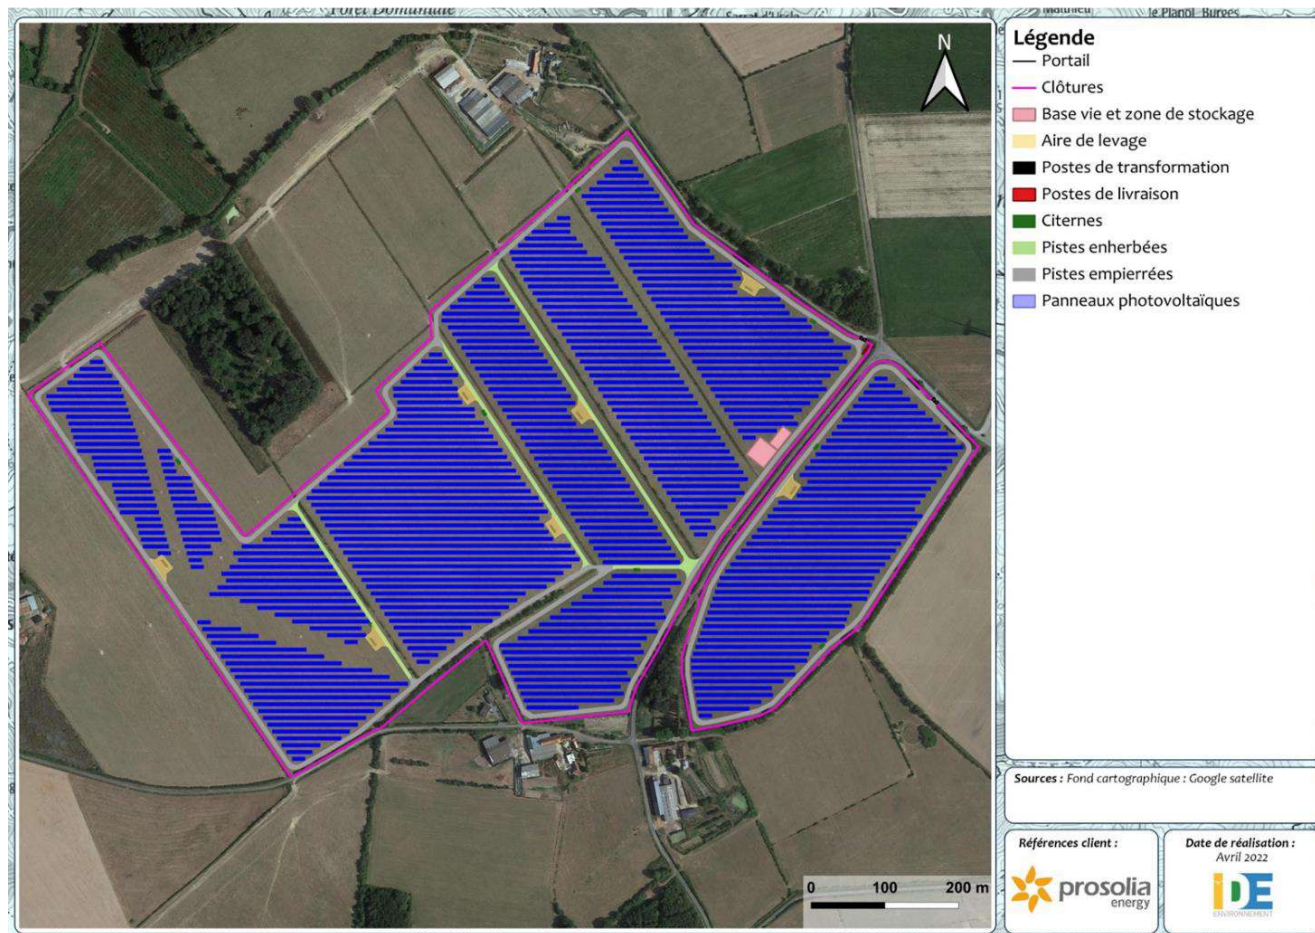 Forêt Domaniale
le Planol Burges
N
Légende
Portail
Clôtures
Base vie et zone de stockage
Aire de levage
Postes de transformation
Postes de livraison
Citernes
Pistes enherbées
Pistes empierrées
Panneaux photovoltaïques
Sources : Fond cartographique : Google satellite
Références client :
prosolia
energy
Date de réalisation :
Avril 2022
IDE
ENVIRONNEMENT
0 100 200 m